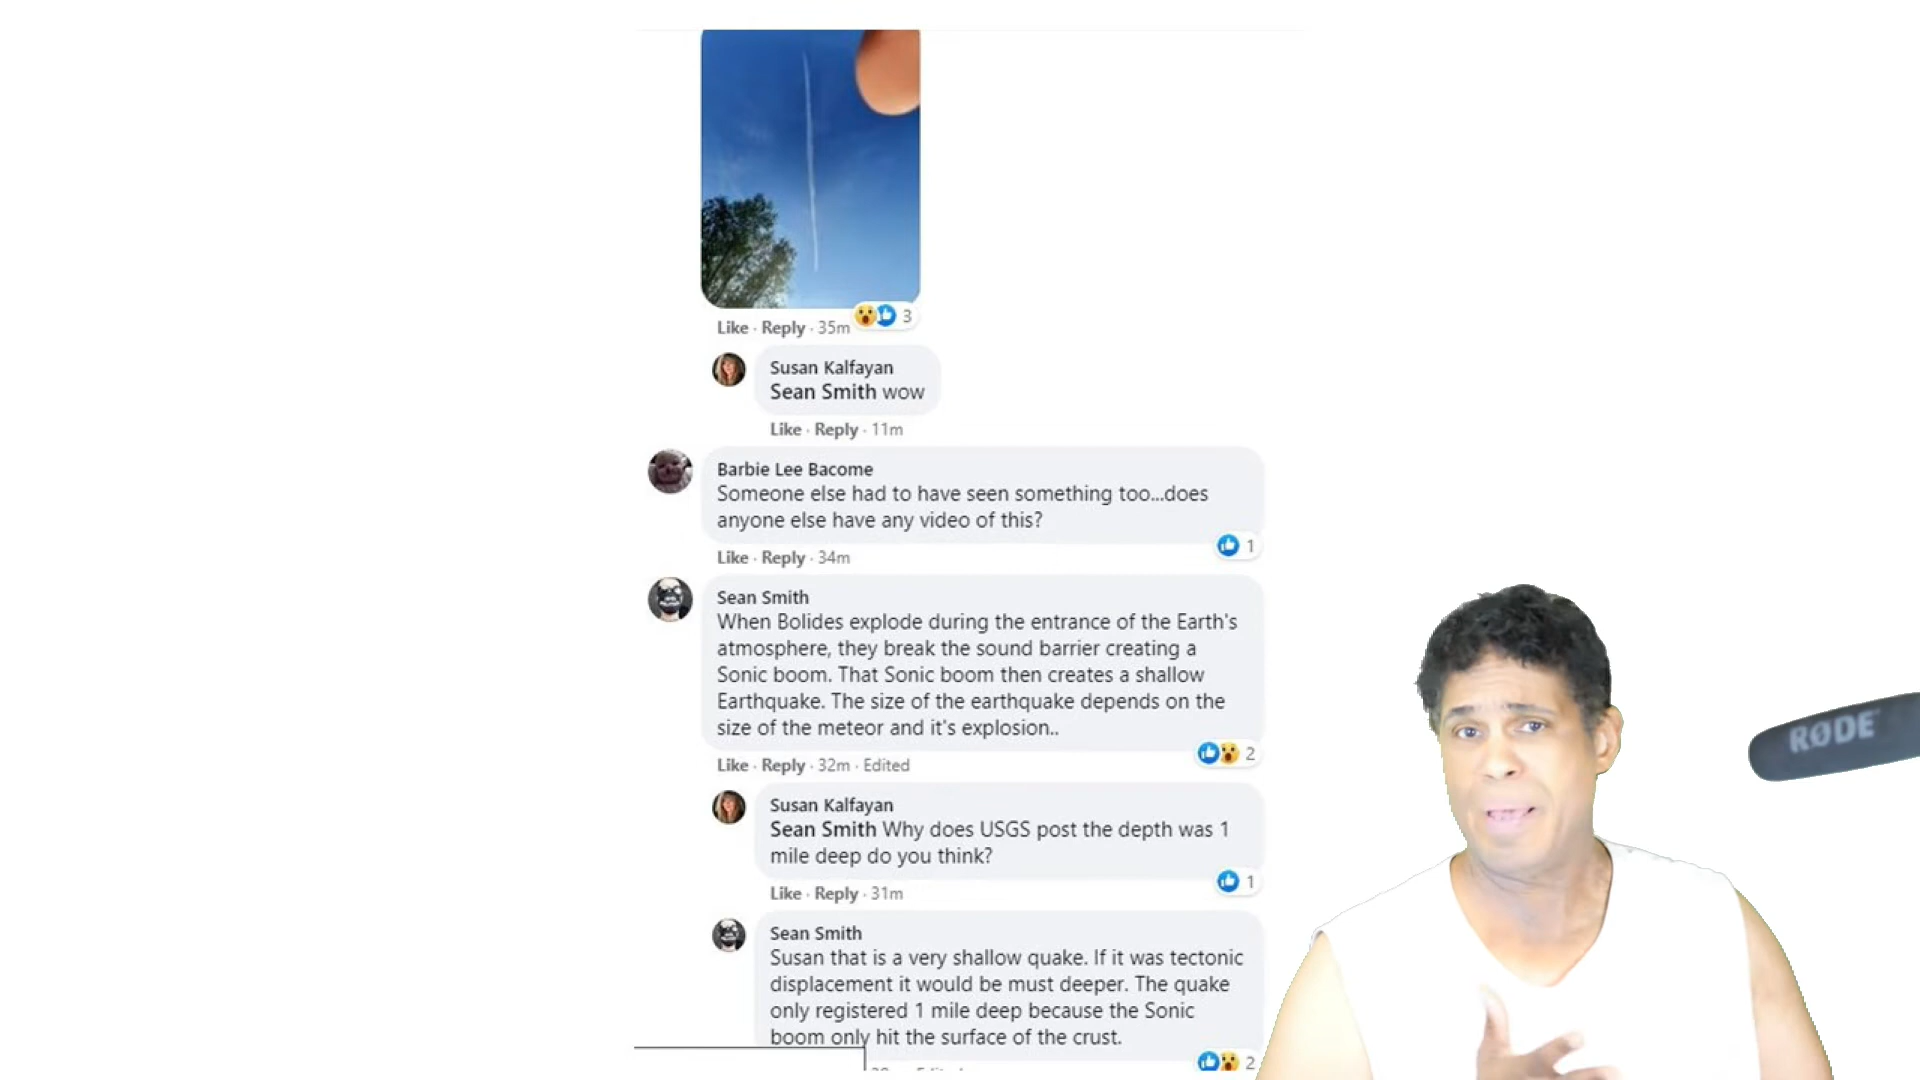 Like · Reply · 35m 3
Susan Kalfayan
Sean Smith wow
Like · Reply · 11m
Barbie Lee Bacome
Someone else had to have seen something too...does
anyone else have any video of this?
1
Like · Reply · 34m
Sean Smith
When Bolides explode during the entrance of the Earth's
atmosphere, they break the sound barrier creating a
Sonic boom. That Sonic boom then creates a shallow
Earthquake. The size of the earthquake depends on the
size of the meteor and it's explosion..
2
Like · Reply · 32m · Edited
Susan Kalfayan
Sean Smith Why does USGS post the depth was 1
mile deep do you think?
1
Like · Reply · 31m
Sean Smith
Susan that is a very shallow quake. If it was tectonic
displacement it would be must deeper. The quake
only registered 1 mile deep because the Sonic
boom only hit the surface of the crust.
2
RØDE